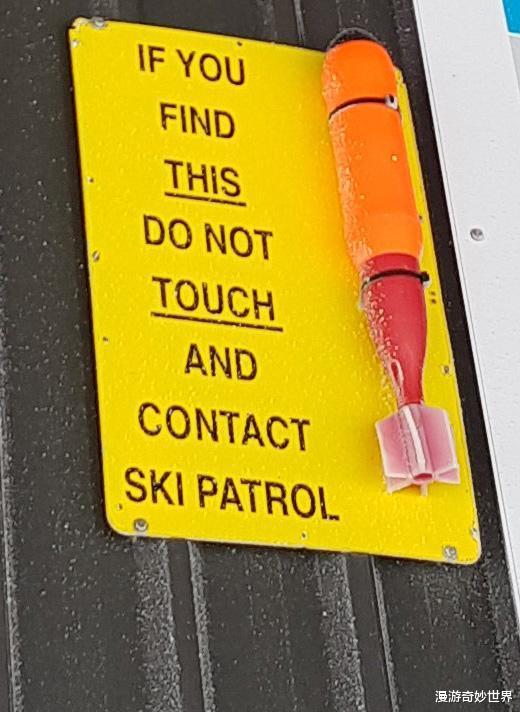 IF YOU
FIND
THIS
DO NOT
TOUCH
AND
CONTACT
SKI PATROL
漫游奇妙世界